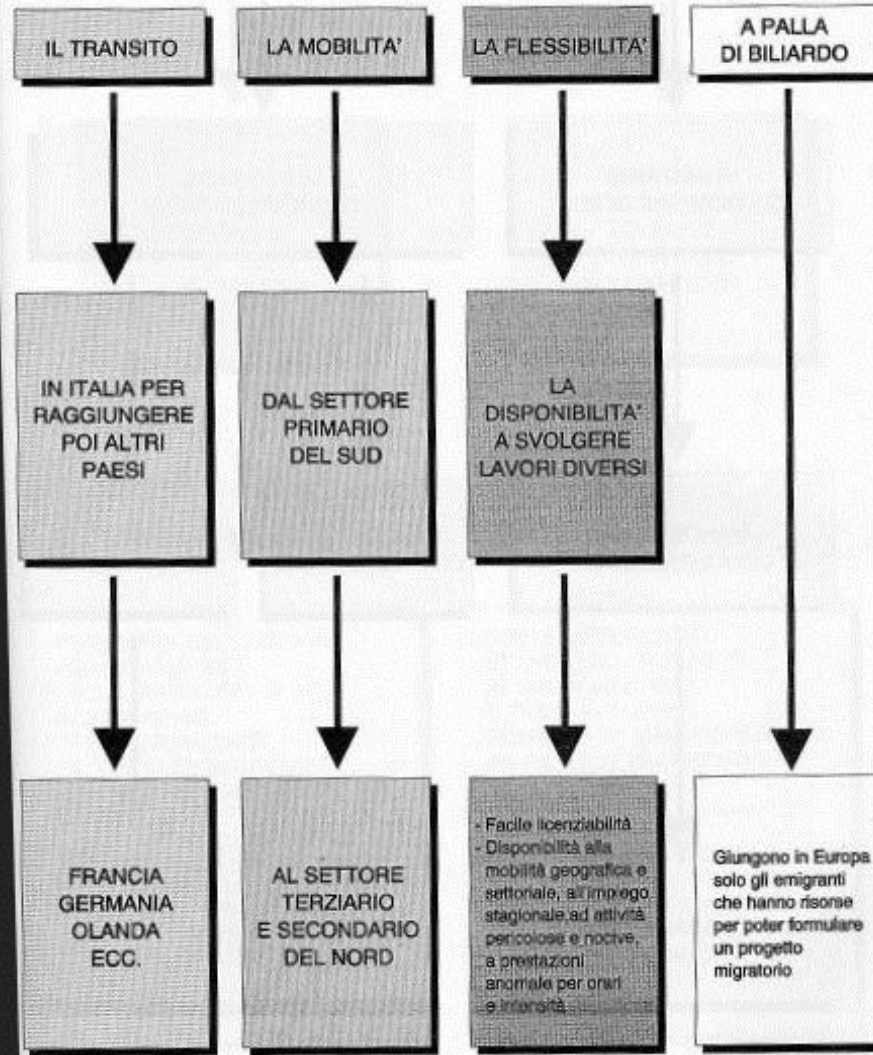 IL TRANSITO
LA MOBILITA'
LA FLESSIBILITA'
A PALLA
DI BILIARDO
IN ITALIA PER
RAGGIUNGERE
POI ALTRI
PAESI
DAL SETTORE
PRIMARIO
DEL SUD
LA
DISPONIBILITA'
A SVOLGERE
LAVORI DIVERSI
FRANCIA
GERMANIA
OLANDA
ECC.
AL SETTORE
TERZIARIO
E SECONDARIO
DEL NORD
- Facile licenziabilità
- Disponibilità alla
mobilità geografica e
settoriale, all'impiego
stagionale,ad attività
pericolose e nocive,
a prestazioni
anomale per orari
e intensità
Giungono in Europa
solo gli emigranti
che hanno risorse
per poter formulare
un progetto
migratorio